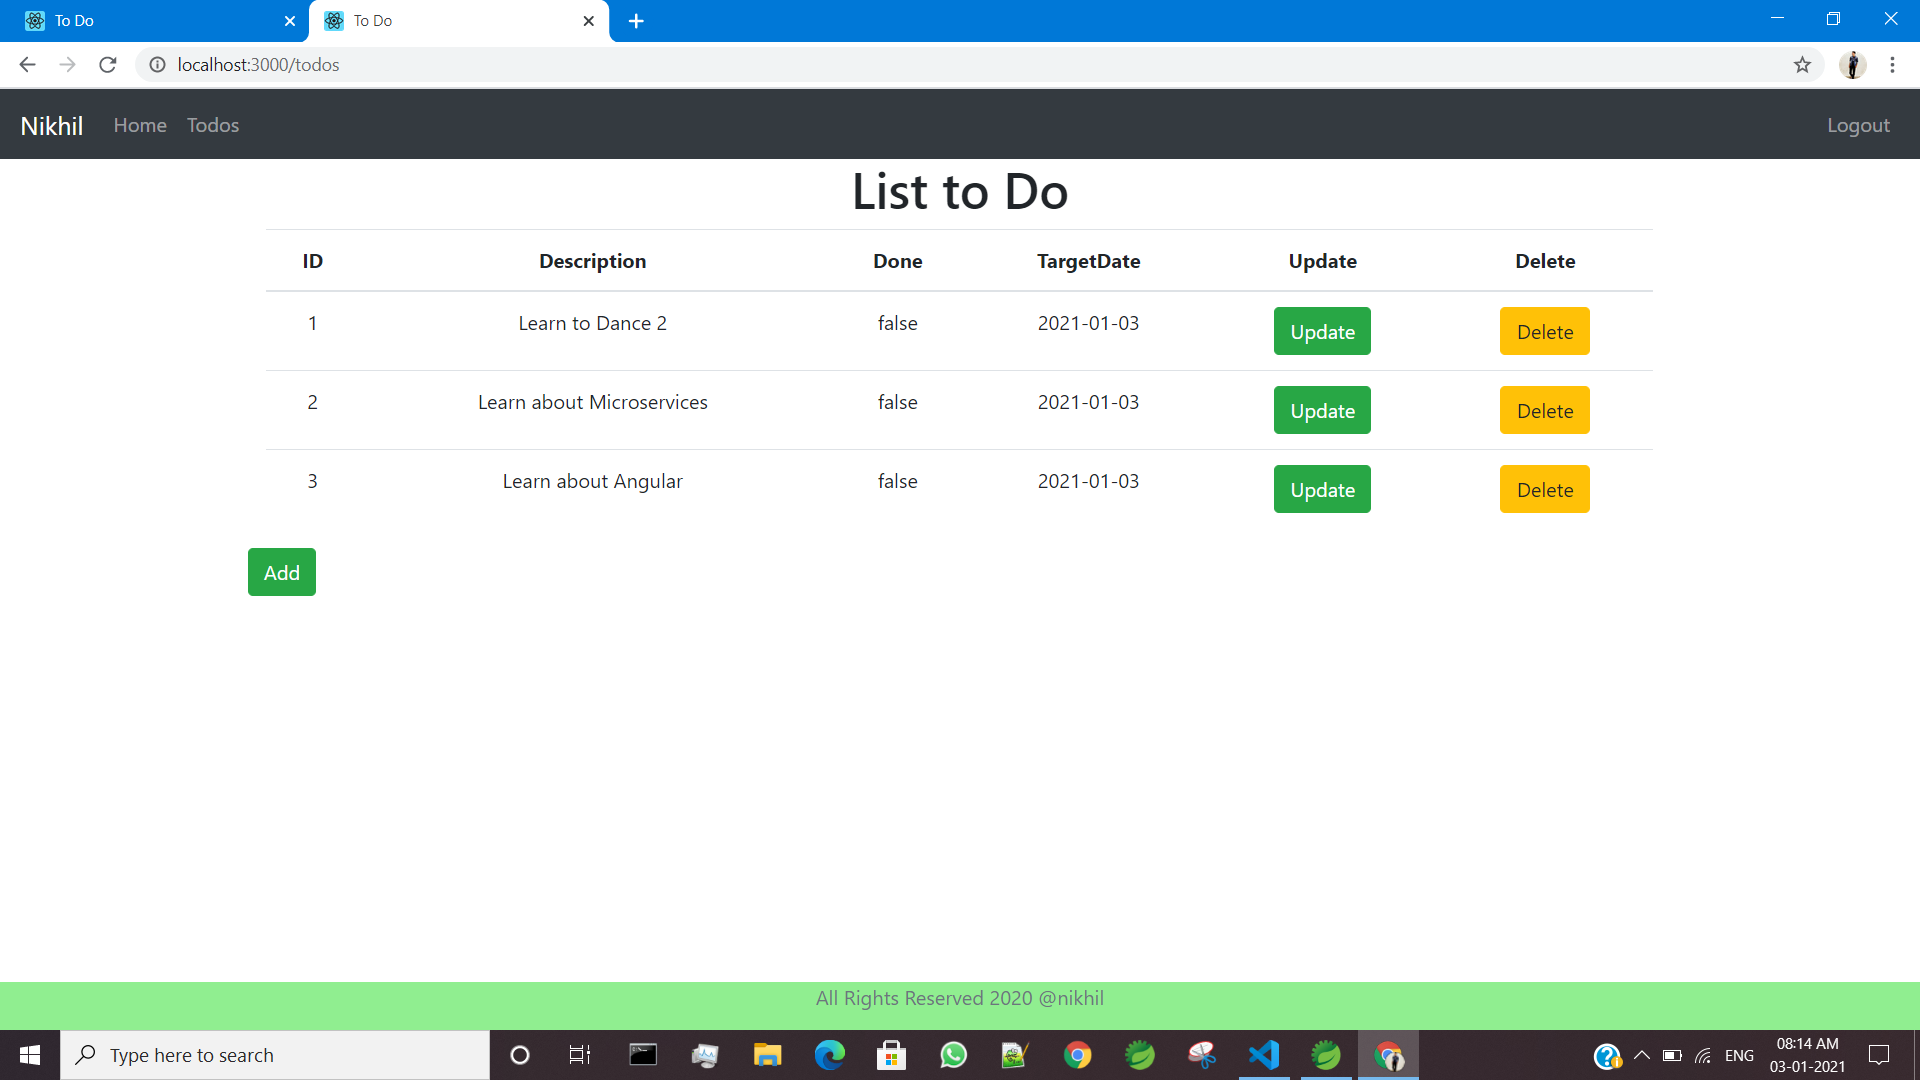 To Do
To Do
localhost:3000/todos
Nikhil Home Todos Logout
List to Do
ID Description Done TargetDate Update Delete
1 Learn to Dance 2 false 2021-01-03 Update Delete
2 Learn about Microservices false 2021-01-03 Update Delete
3 Learn about Angular false 2021-01-03 Update Delete
Add
All Rights Reserved 2020 @nikhil
Type here to search
ENG
08:14 AM
03-01-2021